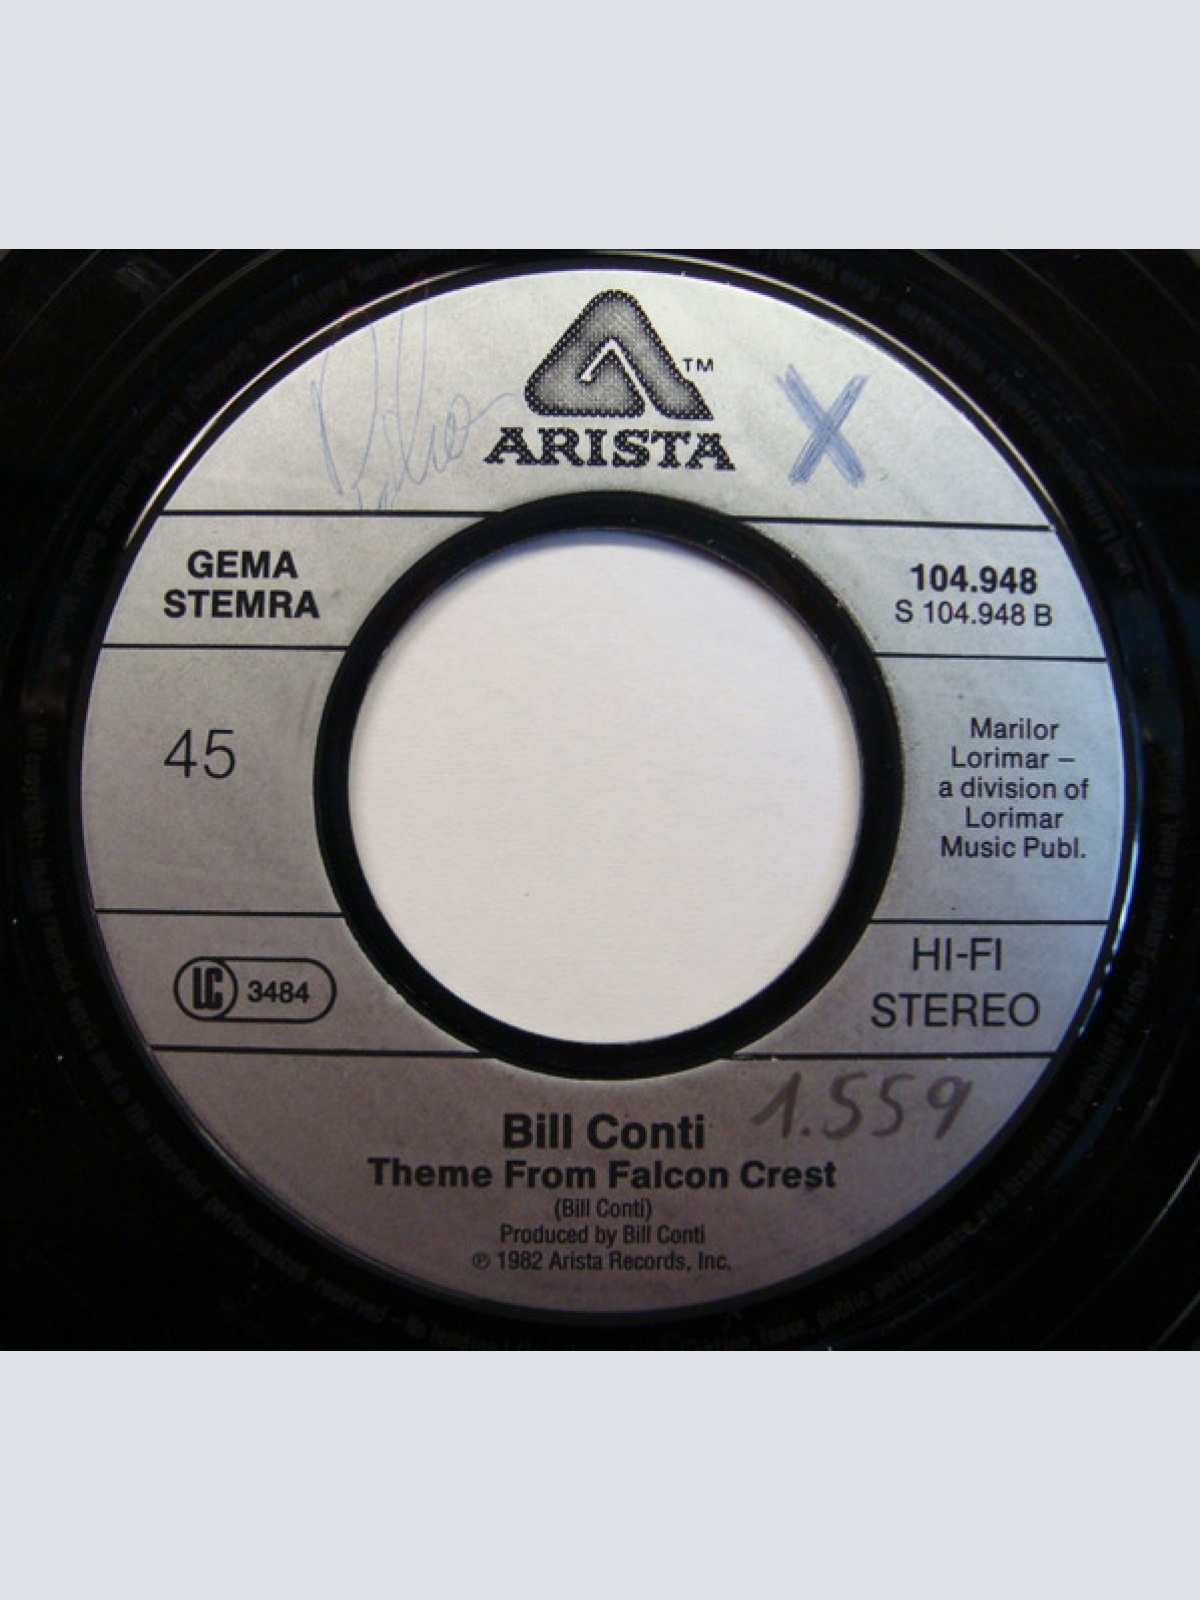 TM
ARISTA
X
GEMA
STEMRA
104.948
S 104.948 B
45
Marilor
Lorimar –
a division of
Lorimar
Music Publ.
LC 3484
HI-FI
STEREO
1.559
Bill Conti
Theme From Falcon Crest
(Bill Conti)
Produced by Bill Conti
℗ 1982 Arista Records, Inc.